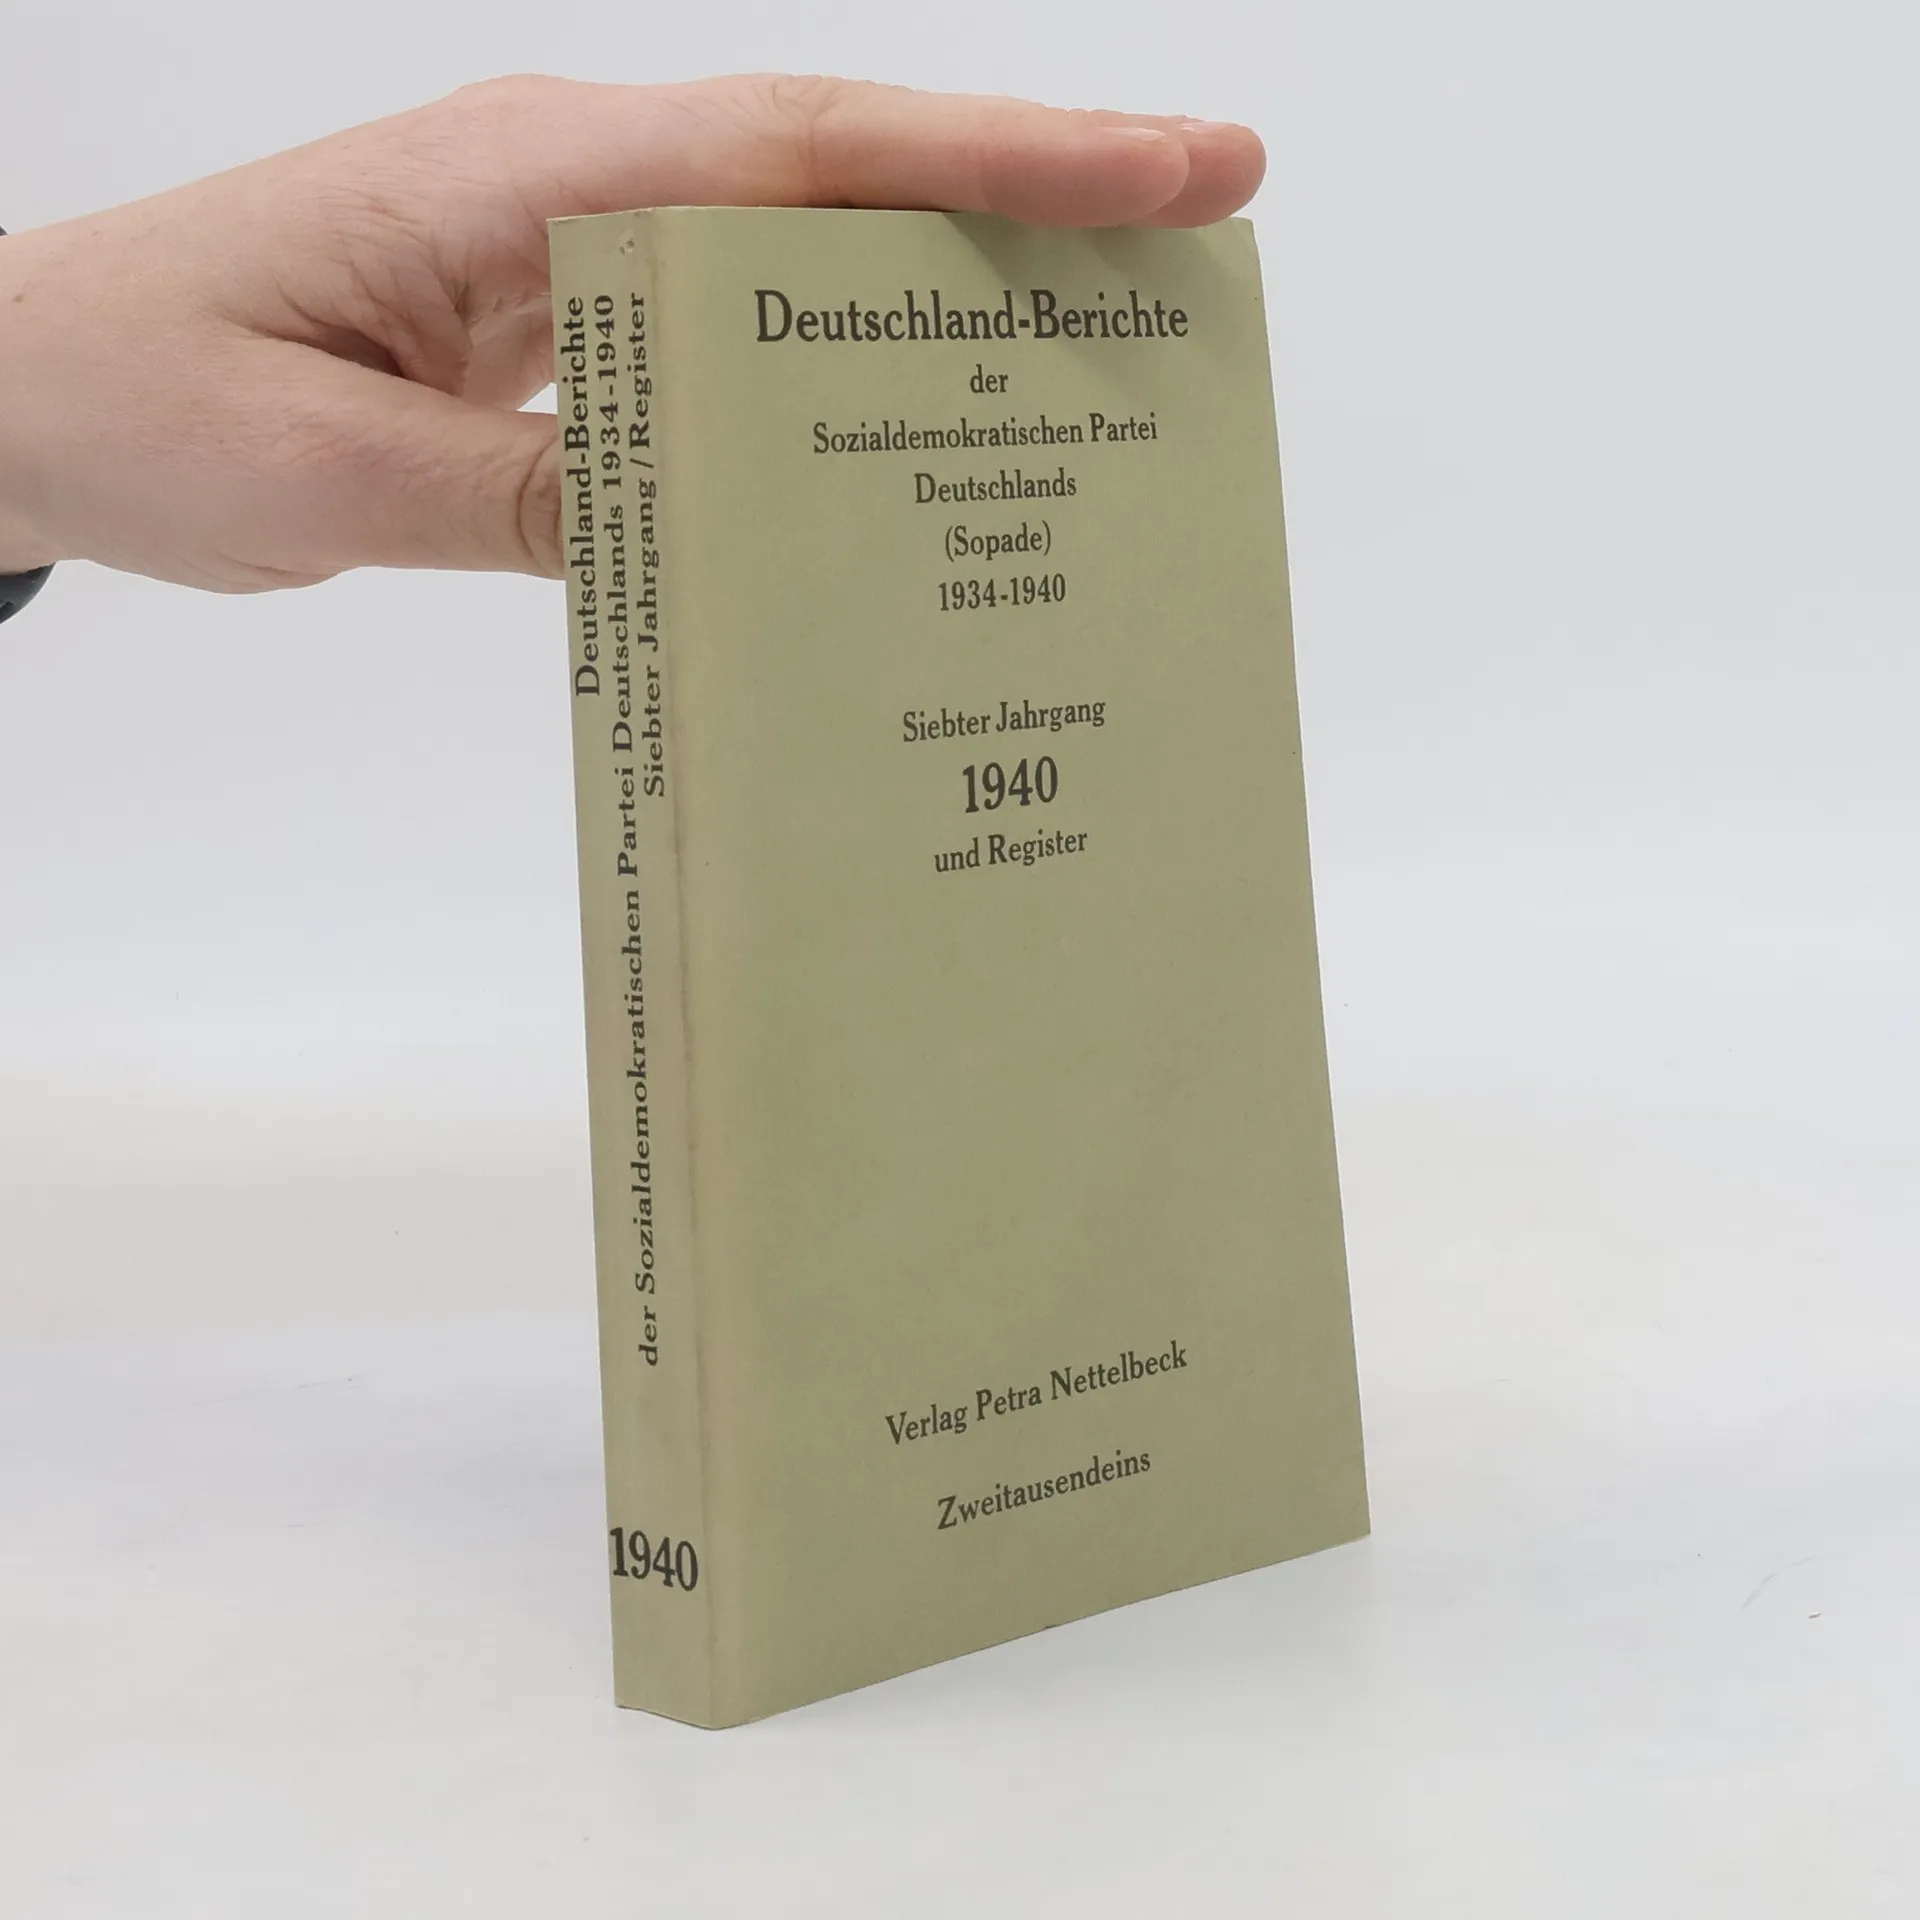 Deutschland-Berichte
der Sozialdemokratischen Partei Deutschlands 1934-1940
Siebter Jahrgang / Register
1940
Deutschland-Berichte
der
Sozialdemokratischen Partei
Deutschlands
(Sopade)
1934-1940
Siebter Jahrgang
1940
und Register
Verlag Petra Nettelbeck
Zweitausendeins